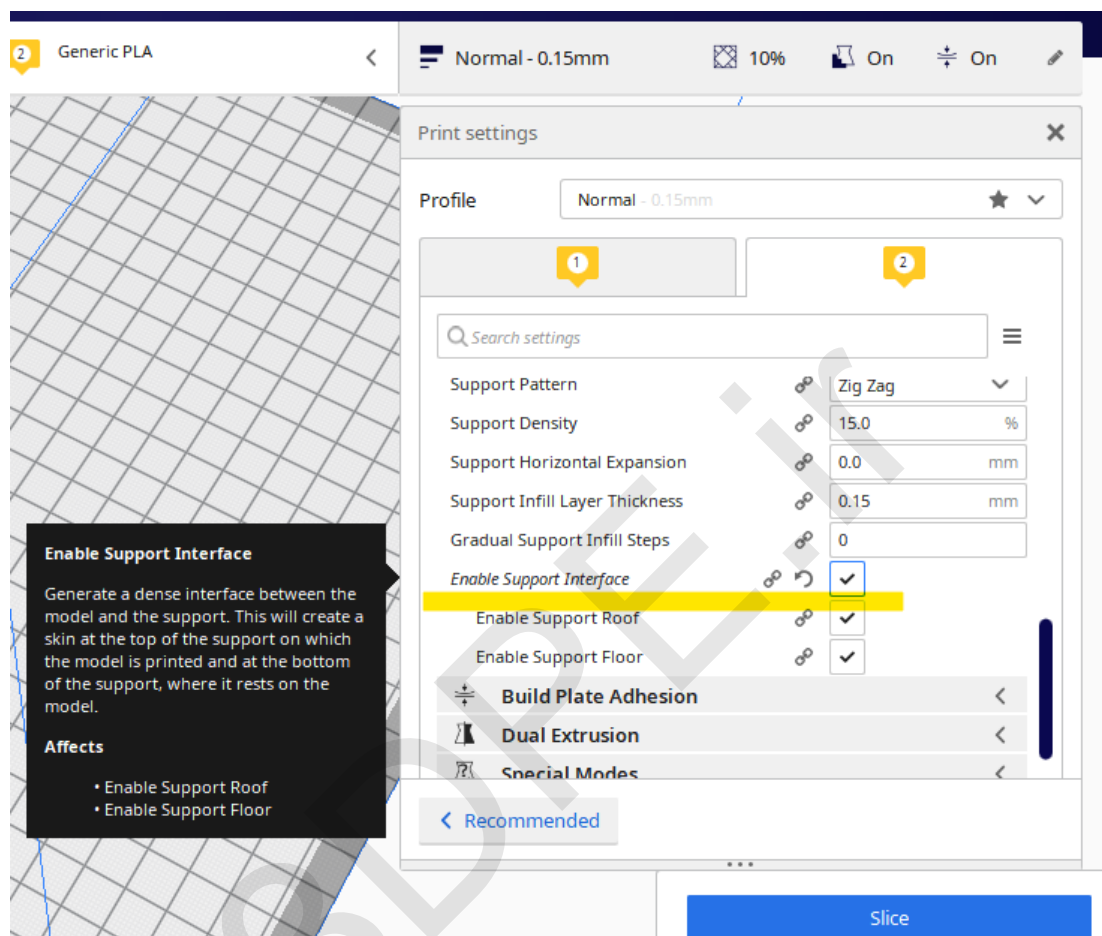 2
Generic PLA
Normal - 0.15mm
10%
On
On
Print settings
Profile
Normal - 0.15mm
1
2
Search settings
Support Pattern
Zig Zag
Support Density
15.0
%
Support Horizontal Expansion
0.0
mm
Support Infill Layer Thickness
0.15
mm
Gradual Support Infill Steps
0
Enable Support Interface
Enable Support Roof
Enable Support Floor
Build Plate Adhesion
Dual Extrusion
Special Modes
Recommended
Slice
Enable Support Interface
Generate a dense interface between the
model and the support. This will create a
skin at the top of the support on which
the model is printed and at the bottom
of the support, where it rests on the
model.
Affects
• Enable Support Roof
• Enable Support Floor
3DPE.ir